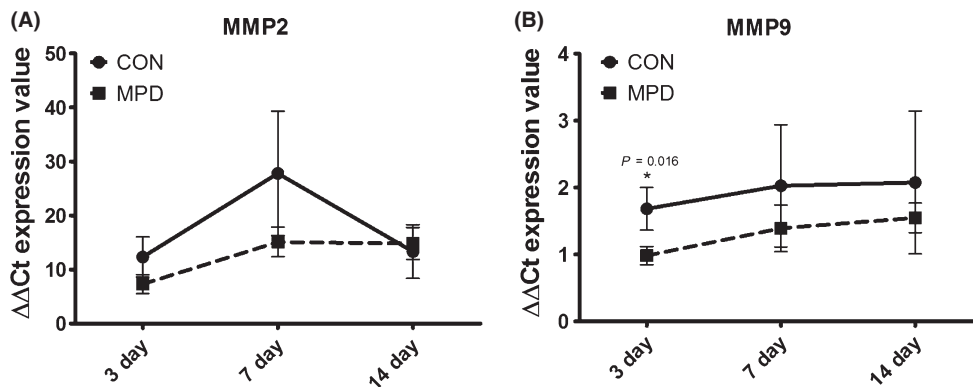 (A)
MMP2
ΔΔCt expression value
50
40
30
20
10
0
CON
MPD
3 day
7 day
14 day
(B)
MMP9
ΔΔCt expression value
4
3
2
1
0
CON
MPD
P = 0.016
*
3 day
7 day
14 day